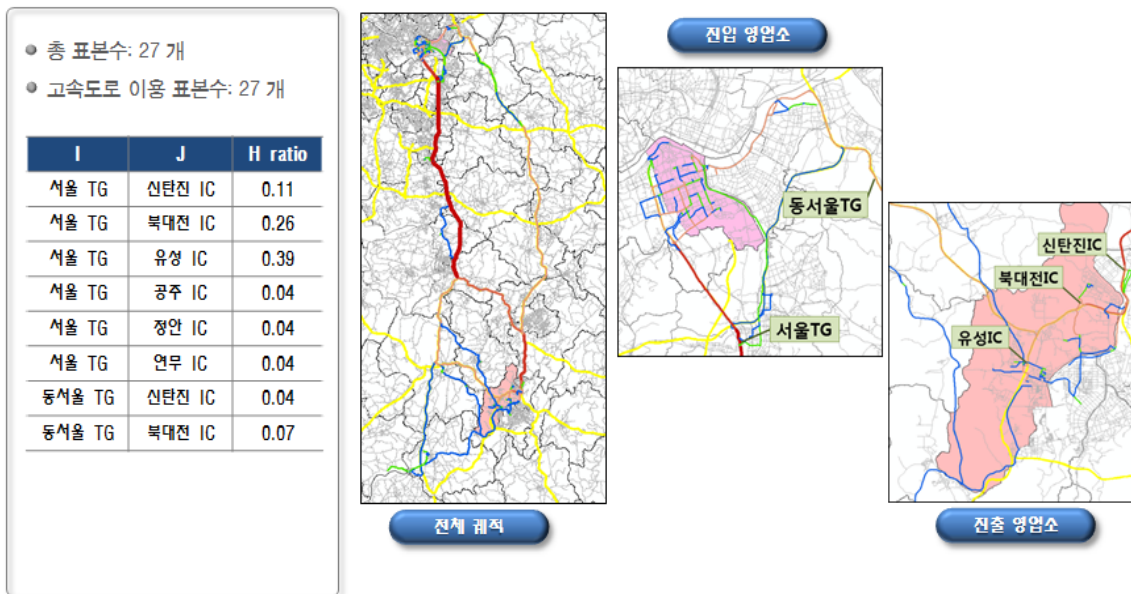 총 표본수: 27 개
고속도로 이용 표본수: 27 개
I J H ratio
서울 TG 신탄진 IC 0.11
서울 TG 북대전 IC 0.26
서울 TG 유성 IC 0.39
서울 TG 공주 IC 0.04
서울 TG 정안 IC 0.04
서울 TG 연무 IC 0.04
동서울 TG 신탄진 IC 0.04
동서울 TG 북대전 IC 0.07
전체 궤적
진입 영업소
동서울TG
서울TG
신탄진IC
북대전IC
유성IC
진출 영업소